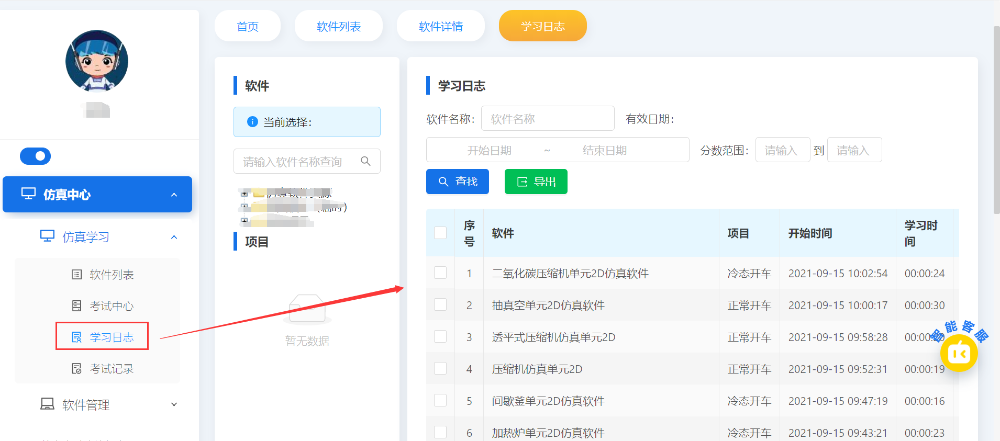 首页
软件列表
软件详情
学习日志
仿真中心
仿真学习
软件列表
考试中心
学习日志
考试记录
软件管理
软件
当前选择：
请输入软件名称查询
项目
暂无数据
学习日志
软件名称： 软件名称 有效日期：
开始日期 ~ 结束日期 分数范围： 请输入 到 请输入
查找 导出
序号 软件 项目 开始时间 学习时间
1 二氧化碳压缩机单元2D仿真软件 冷态开车 2021-09-15 10:02:54 00:00:24
2 抽真空单元2D仿真软件 正常开车 2021-09-15 10:00:17 00:00:30
3 透平式压缩机仿真单元2D 正常开车 2021-09-15 09:58:28
4 压缩机仿真单元2D 正常开车 2021-09-15 09:52:31 00:00:19
5 间歇釜单元2D仿真软件 冷态开车 2021-09-15 09:47:19 00:00:16
6 加热炉单元2D仿真软件 冷态开车 2021-09-15 09:43:21 00:00:23
智能客服